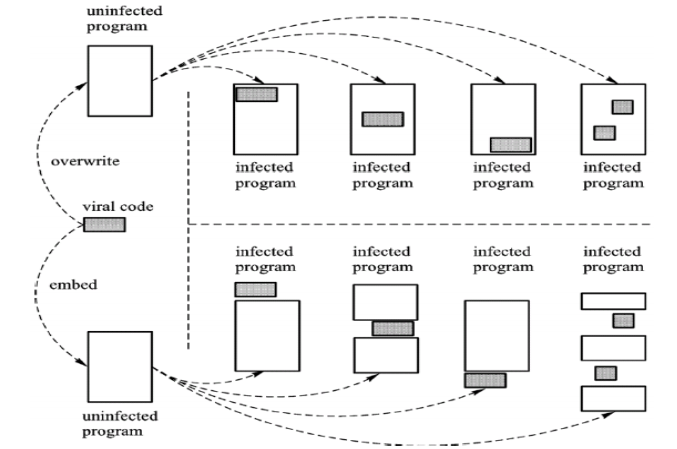 uninfected
program
overwrite
viral code
embed
uninfected
program
infected
program
infected
program
infected
program
infected
program
infected
program
infected
program
infected
program
infected
program